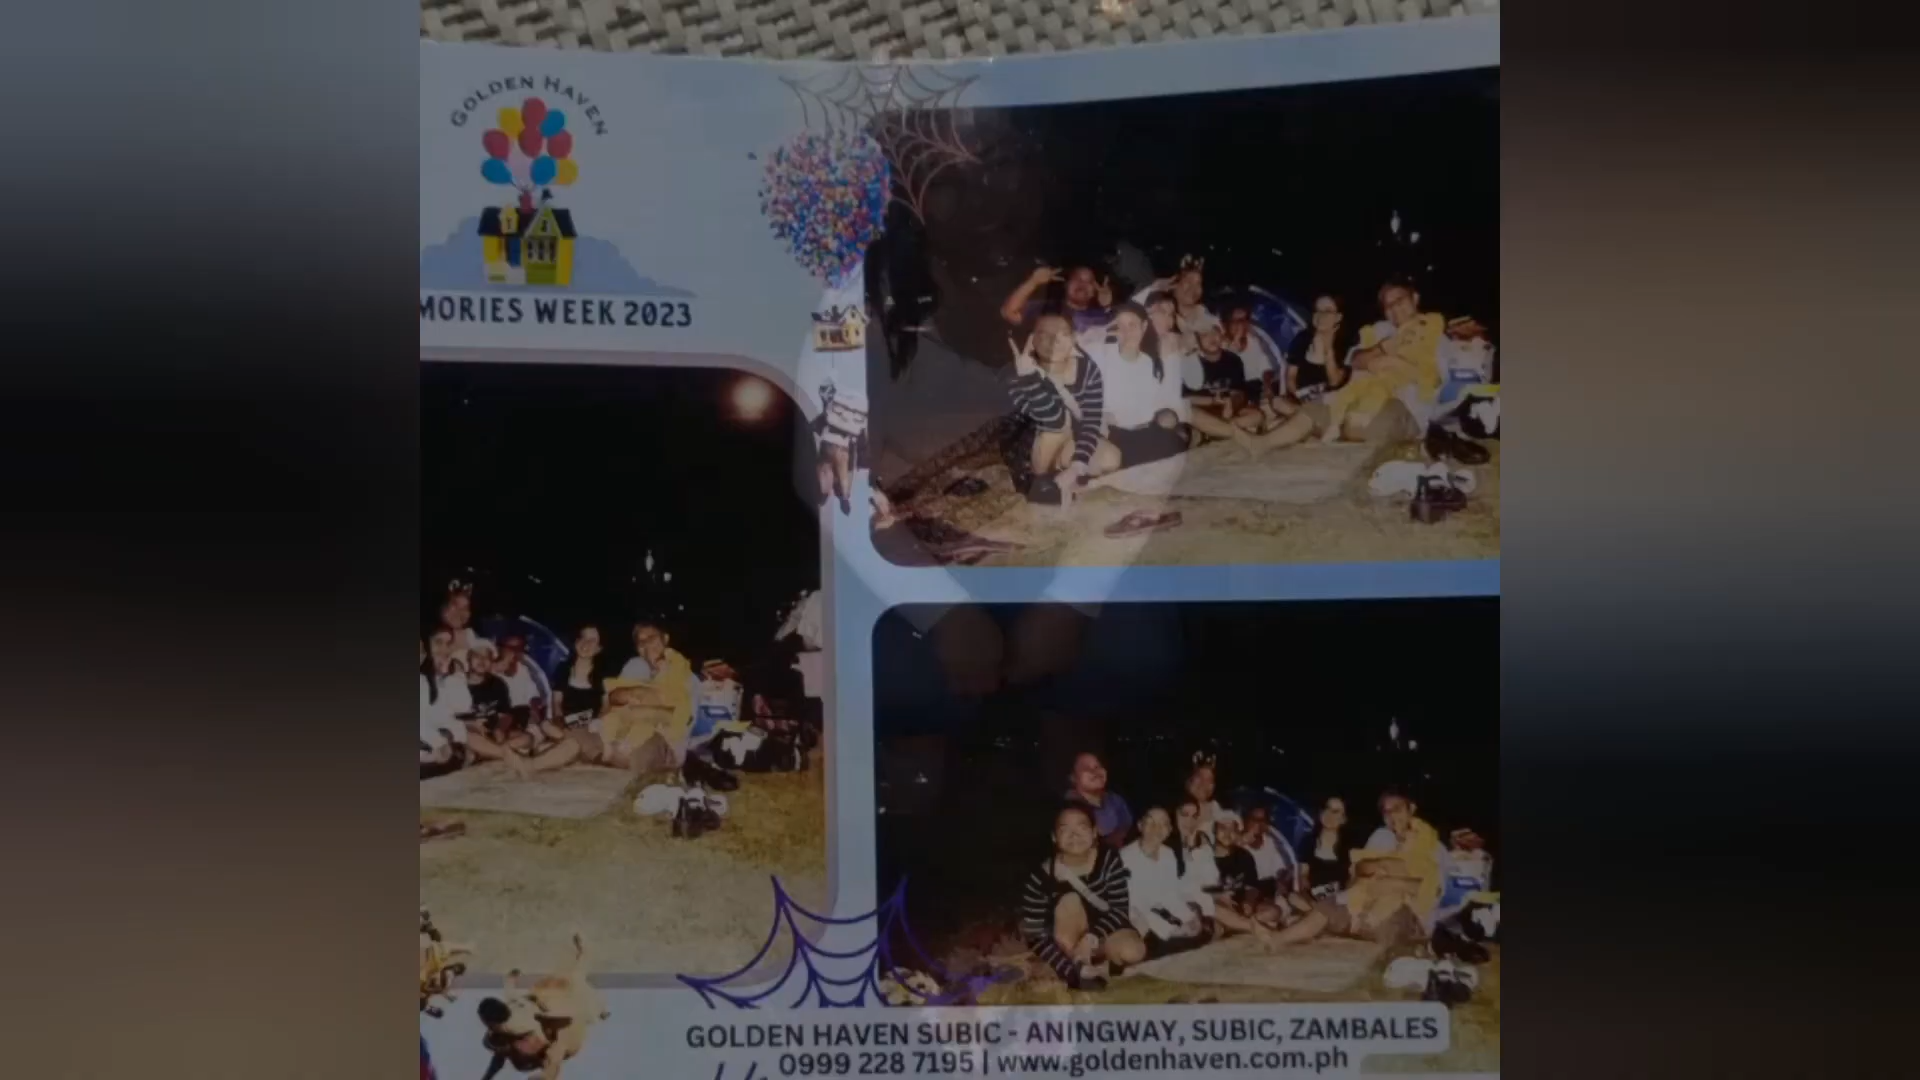 GOLDEN HAVEN
MORIES WEEK 2023
GOLDEN HAVEN SUBIC - ANINGWAY, SUBIC, ZAMBALES
0999 228 7195 | www.goldenhaven.com.ph